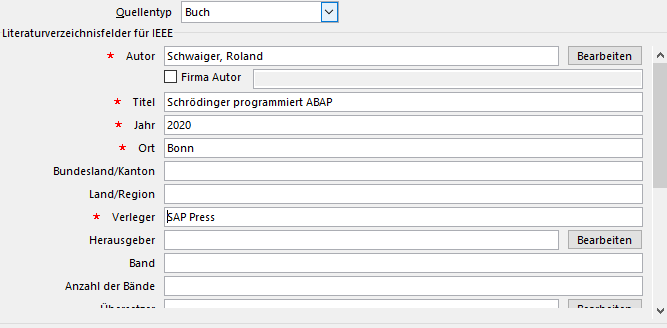 Quellentyp Buch
Literaturverzeichnisfelder für IEEE
* Autor Schwaiger, Roland Bearbeiten
Firma Autor
* Titel Schrödinger programmiert ABAP
* Jahr 2020
* Ort Bonn
Bundesland/Kanton
Land/Region
* Verleger SAP Press
Herausgeber Bearbeiten
Band
Anzahl der Bände
Übersetzer Bearbeiten